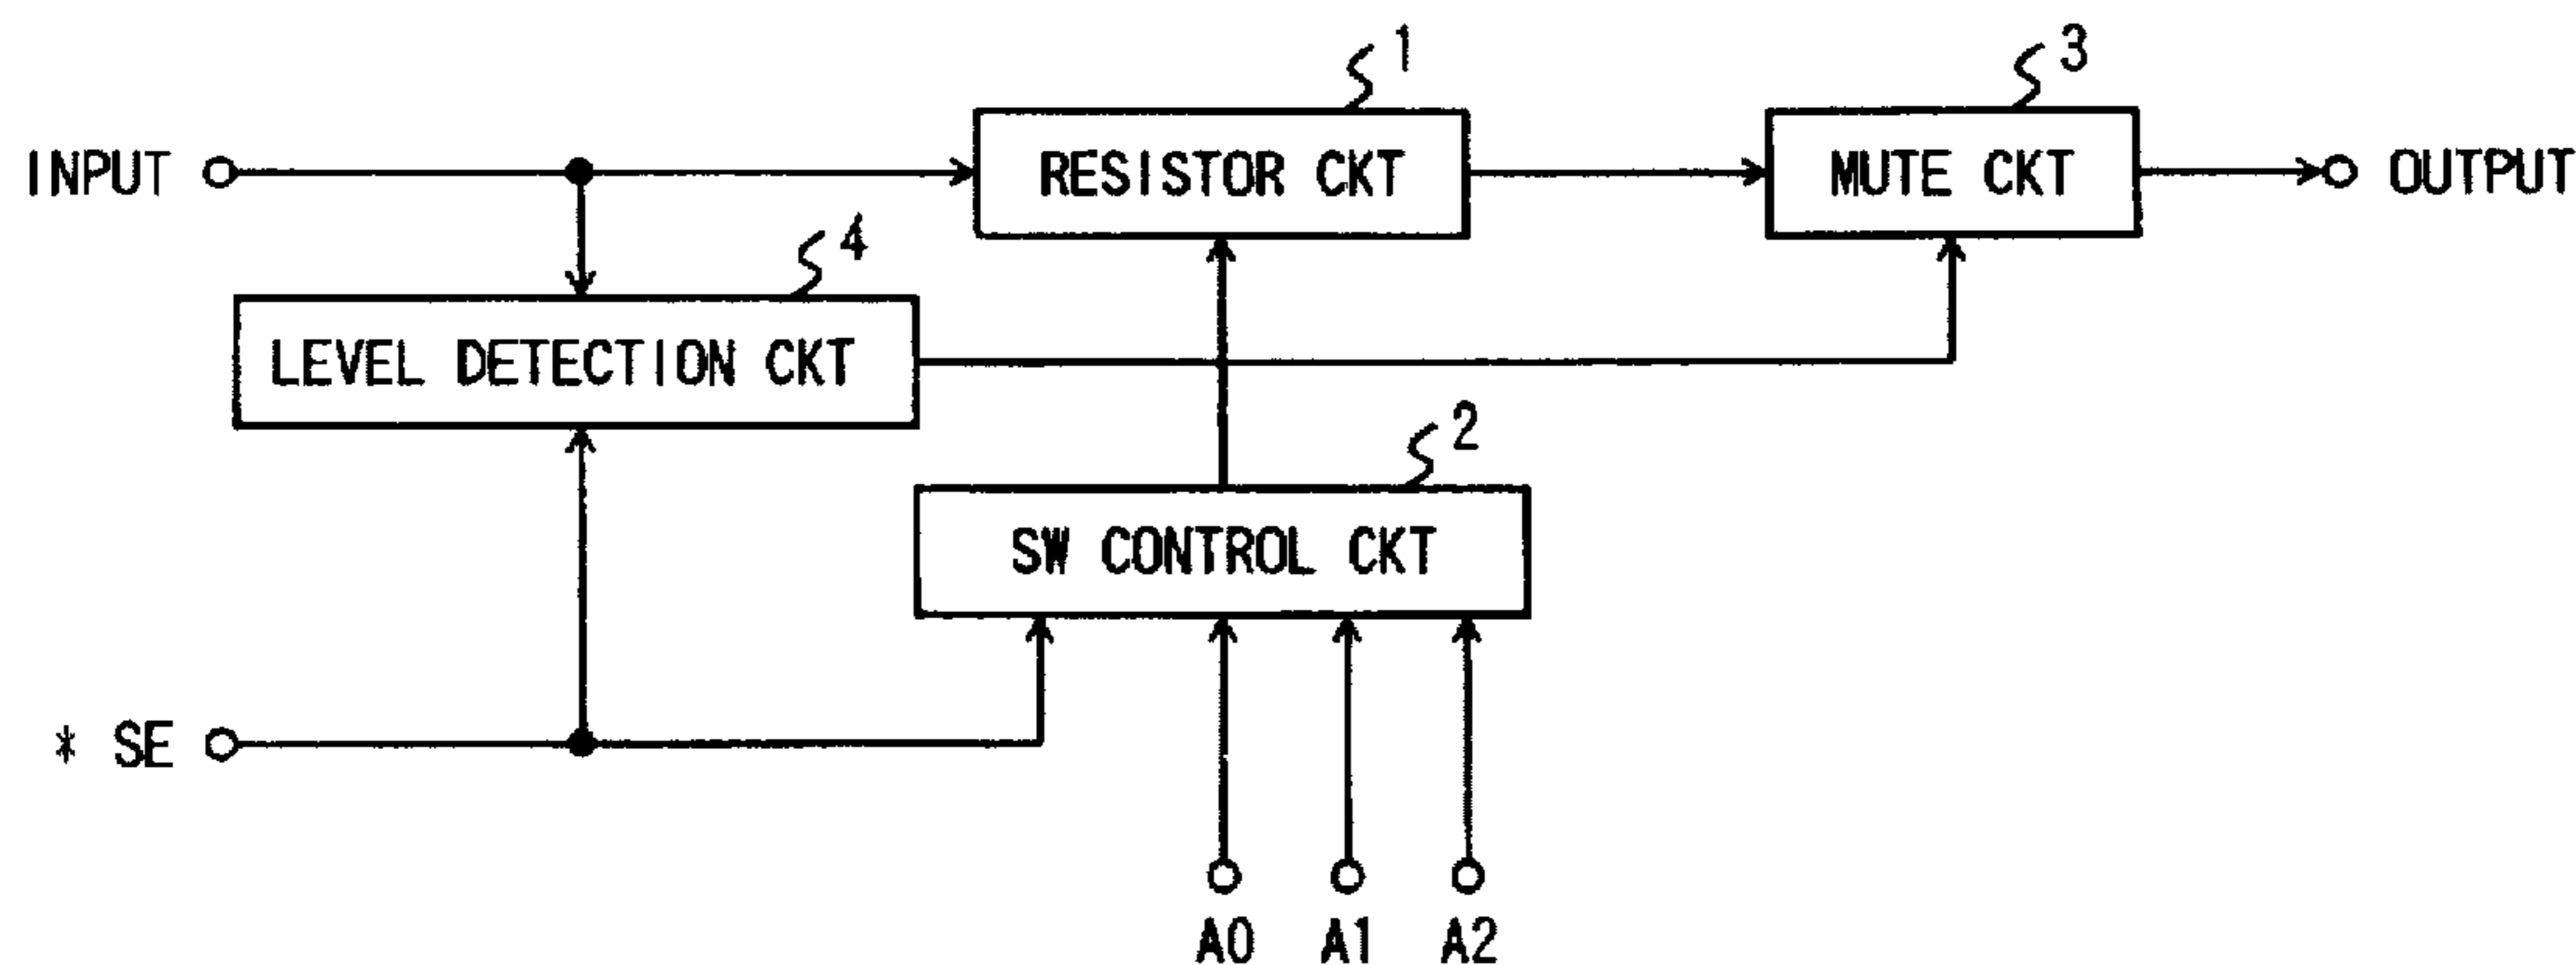 1
3
INPUT
RESISTOR CKT
MUTE CKT
OUTPUT
4
LEVEL DETECTION CKT
2
SW CONTROL CKT
* SE
A0
A1
A2